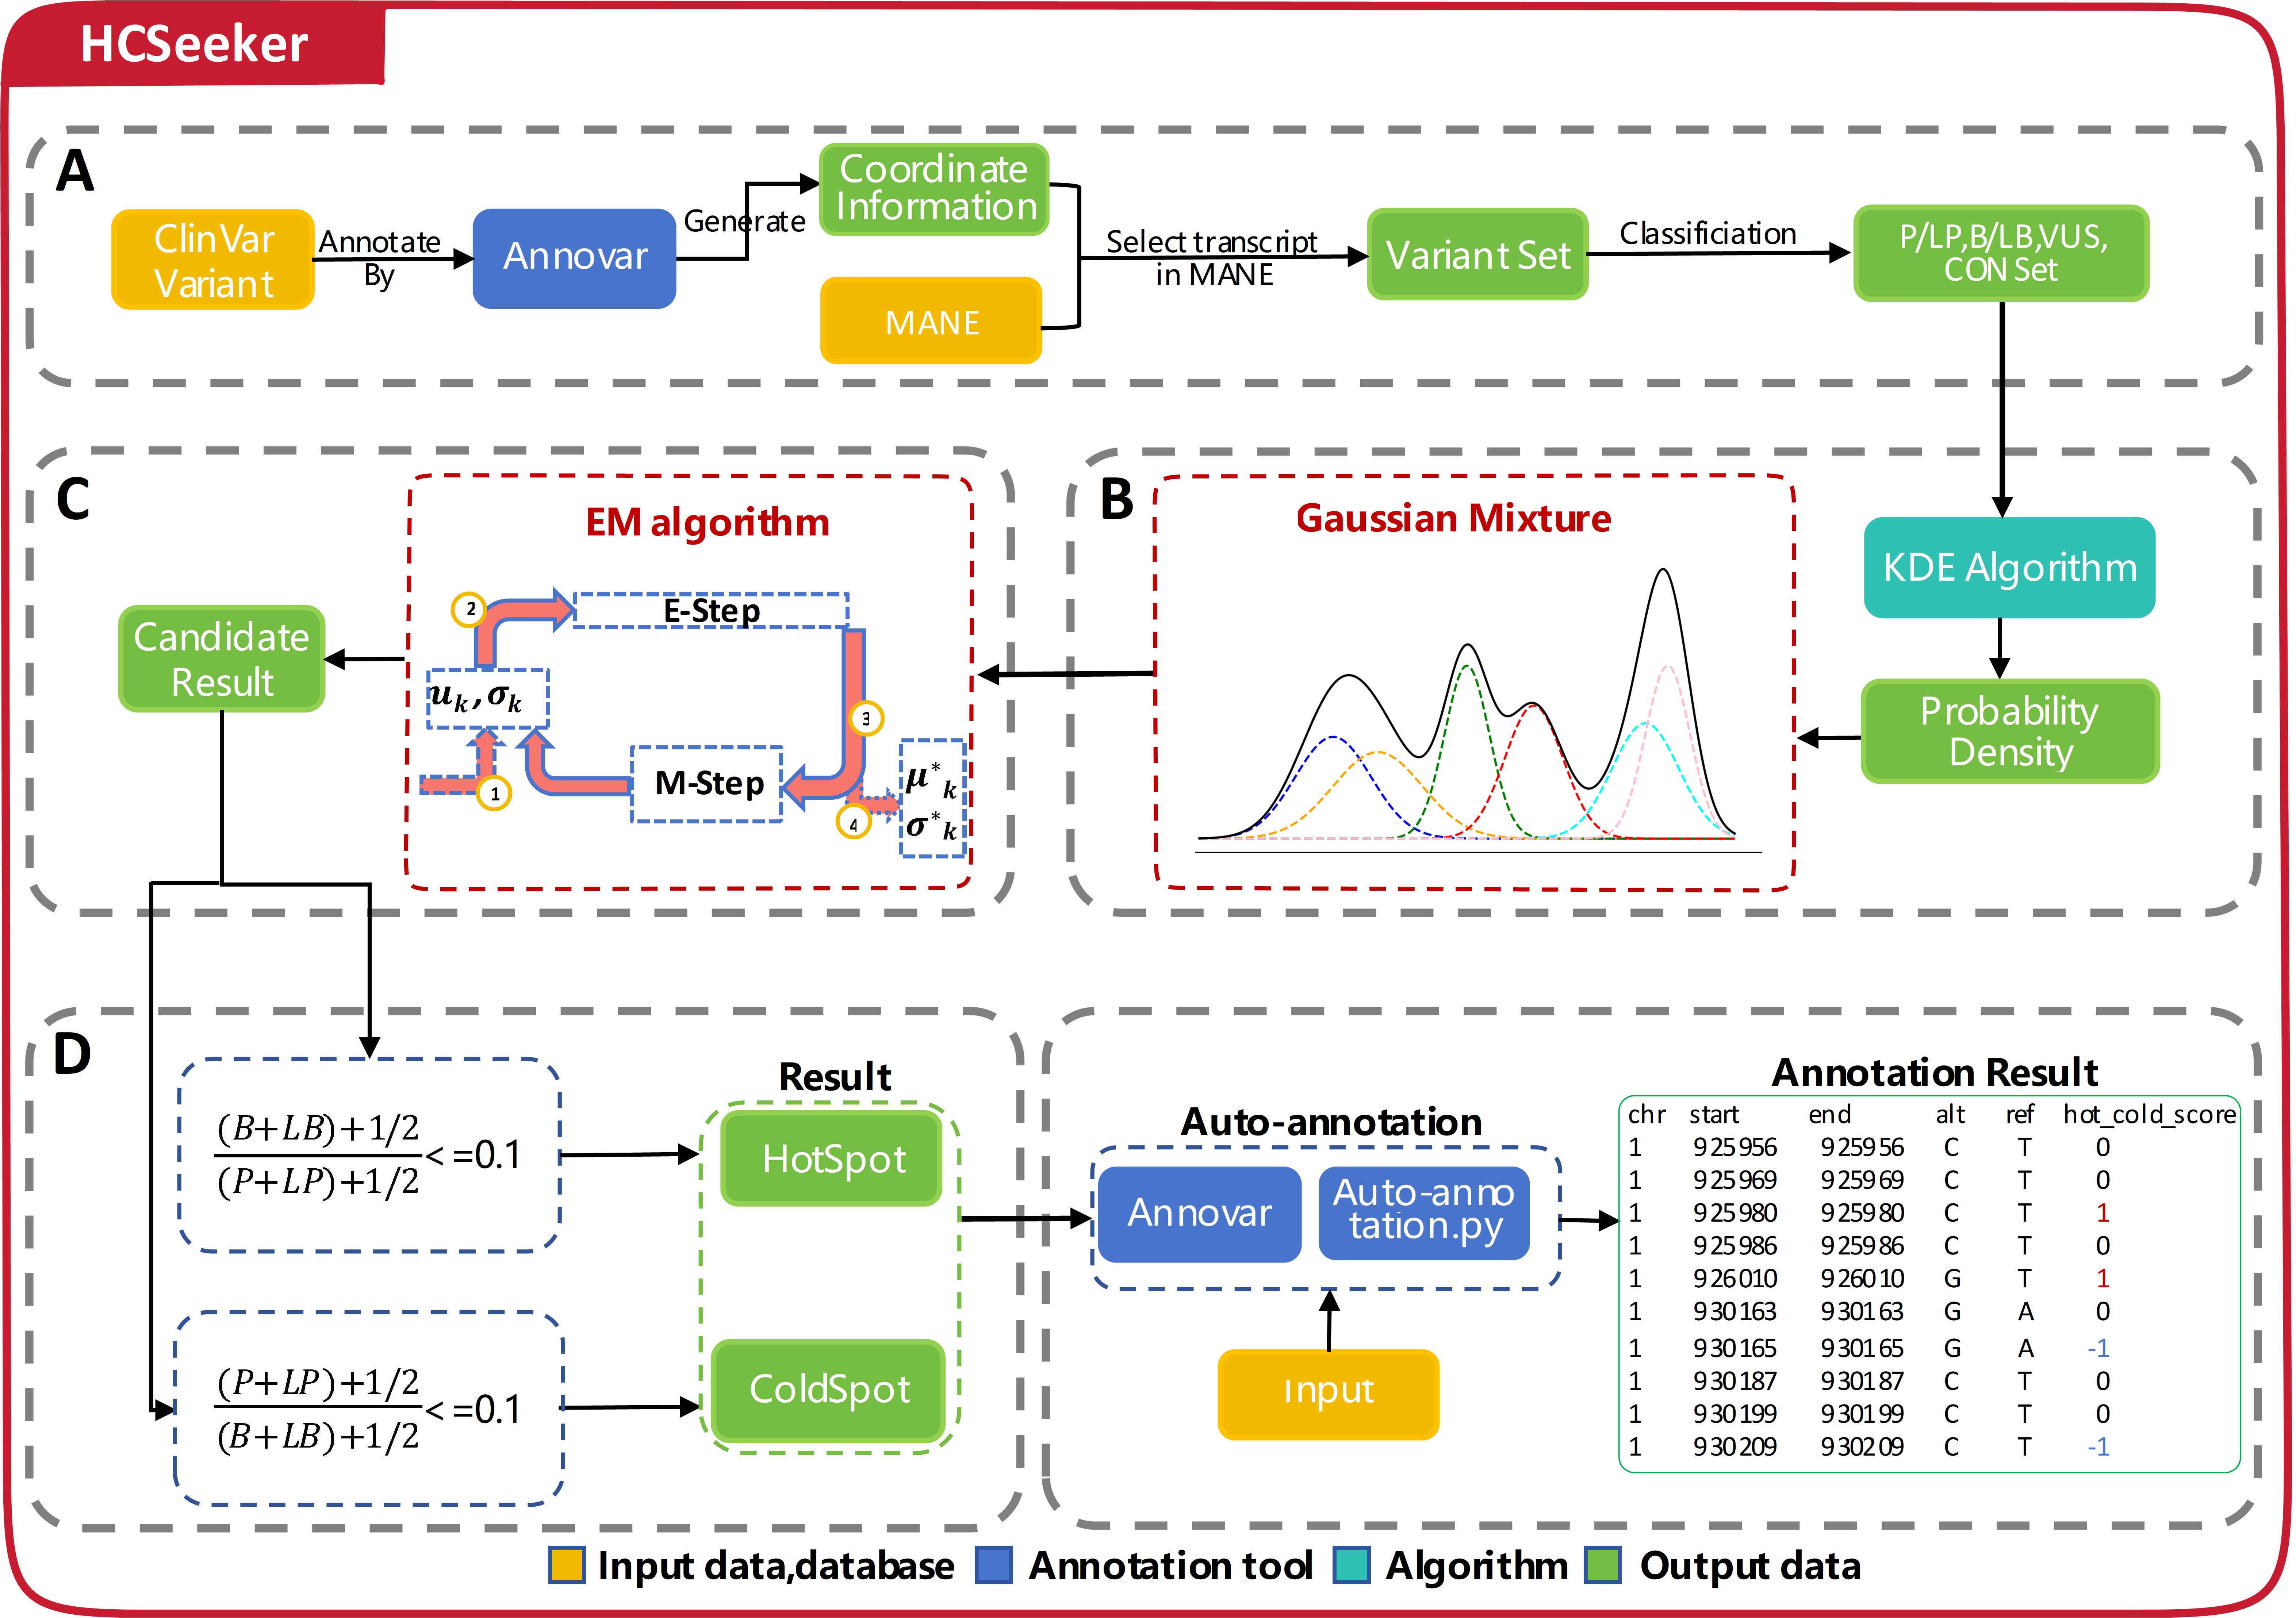 HCSeeker
A
ClinVar
Variant
Annotate
By
Annovar
Generate
Coordinate
Information
MANE
Select transcript
in MANE
Variant Set
Classificiation
P/LP,B/LB,VUS,
CON Set
C
EM algorithm
2
E-Step
Candidate
Result
u_k, σ_k
3
1
M-Step
4
μ*_k
σ*_k
B
Gaussian Mixture
KDE Algorithm
Probability
Density
D
(B+LB)+1/2
(P+LP)+1/2
< =0.1
(P+LP)+1/2
(B+LB)+1/2
< =0.1
Result
HotSpot
ColdSpot
Auto-annotation
Annovar
Auto-anno
tation.py
Input
Annotation Result
chr start end alt ref hot_cold_score
1 925956 925956 C T 0
1 925969 925969 C T 0
1 925980 925980 C T 1
1 925986 925986 C T 0
1 926010 926010 G T 1
1 930163 930163 G A 0
1 930165 930165 G A -1
1 930187 930187 C T 0
1 930199 930199 C T 0
1 930209 930209 C T -1
Input data,database Annotation tool Algorithm Output data